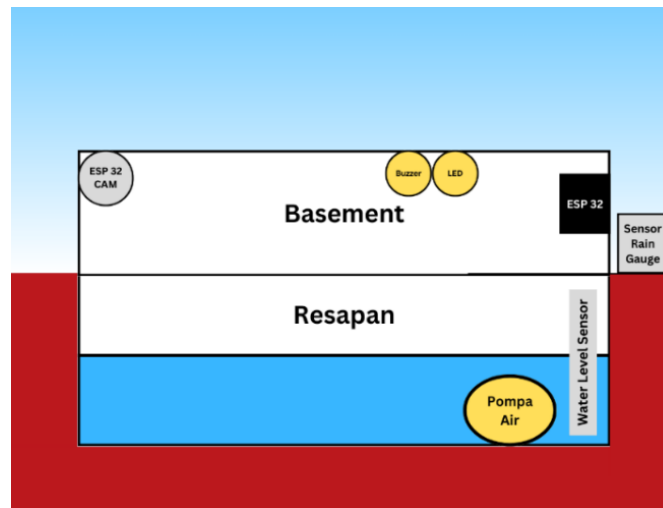 ESP 32
CAM
Buzzer
LED
Basement
ESP 32
Sensor
Rain
Gauge
Resapan
Water Level Sensor
Pompa
Air